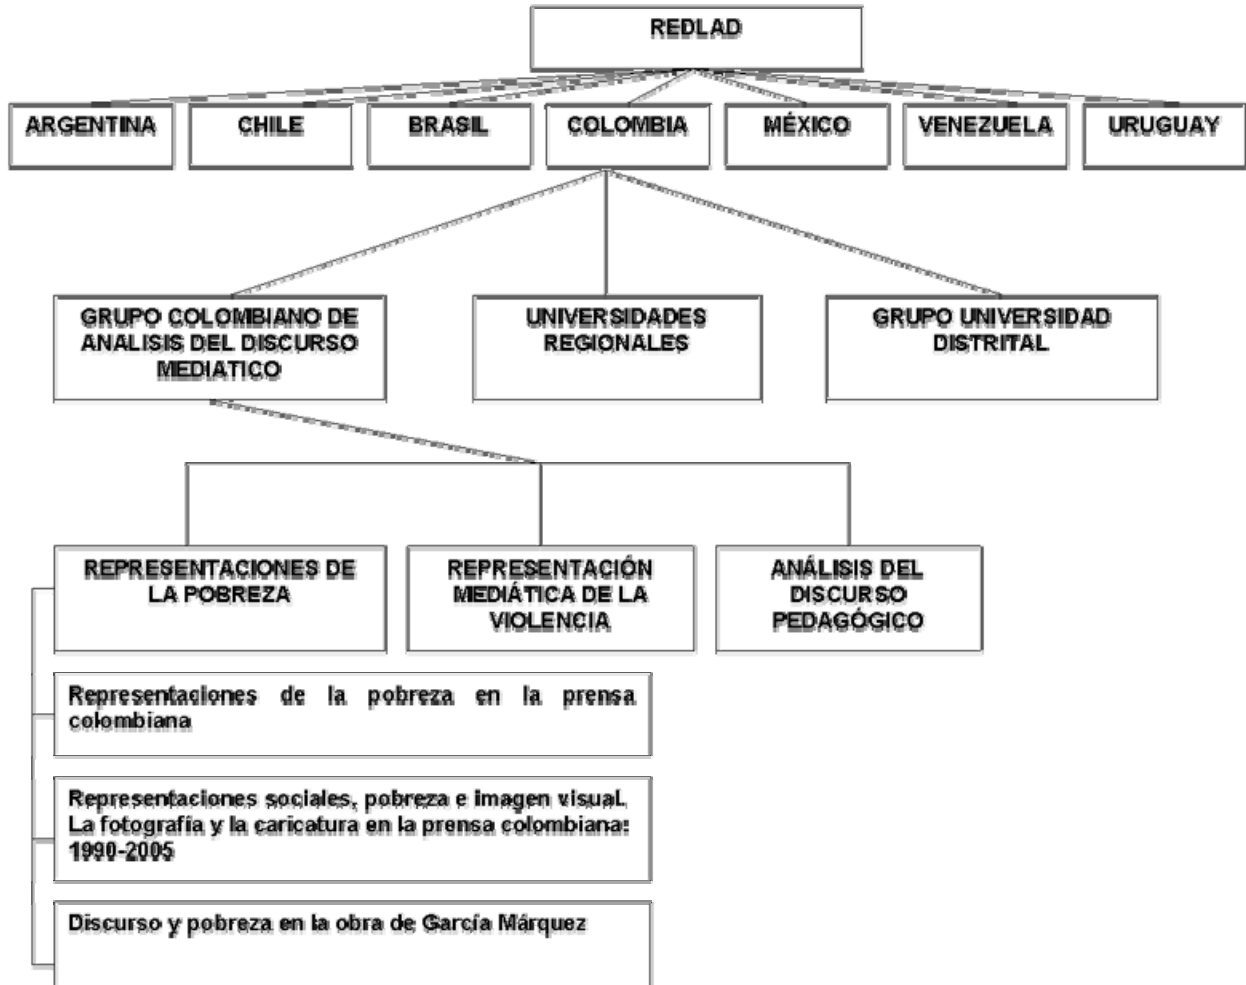 REDLAD
ARGENTINA
CHILE
BRASIL
COLOMBIA
MÉXICO
VENEZUELA
URUGUAY
GRUPO COLOMBIANO DE
ANALISIS DEL DISCURSO
MEDIATICO
UNIVERSIDADES
REGIONALES
GRUPO UNIVERSIDAD
DISTRITAL
REPRESENTACIONES DE
LA POBREZA
REPRESENTACIÓN
MEDIÁTICA DE LA
VIOLENCIA
ANÁLISIS DEL
DISCURSO
PEDAGÓGICO
Representaciones de la pobreza en la prensa
colombiana
Representaciones sociales, pobreza e imagen visual.
La fotografía y la caricatura en la prensa colombiana:
1990-2005
Discurso y pobreza en la obra de García Márquez